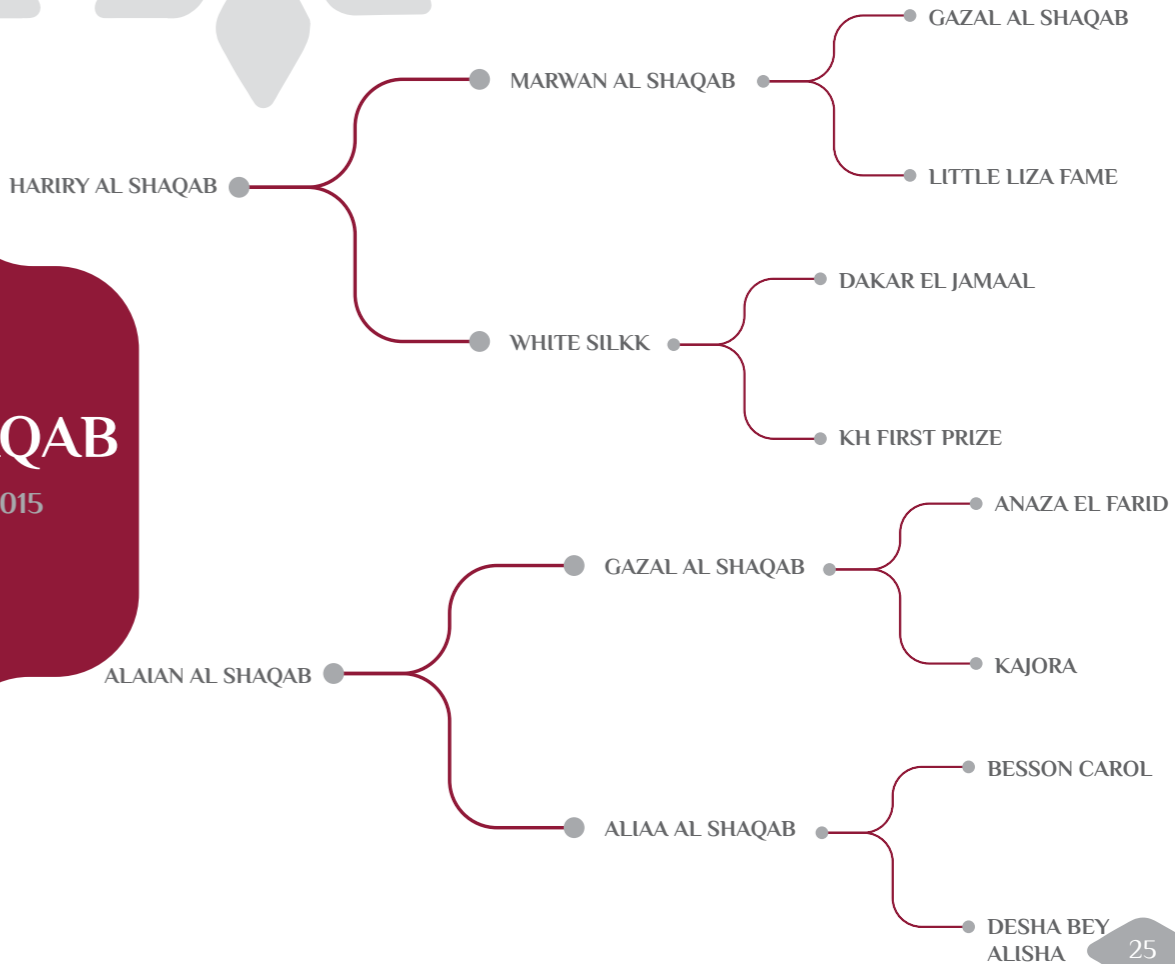 GAZAL AL SHAQAB
MARWAN AL SHAQAB
LITTLE LIZA FAME
HARIRY AL SHAQAB
DAKAR EL JAMAAL
WHITE SILKK
KH FIRST PRIZE
QAB
015
ANAZA EL FARID
GAZAL AL SHAQAB
KAJORA
ALAIAN AL SHAQAB
BESSON CAROL
ALIAA AL SHAQAB
DESHA BEY
ALISHA
25